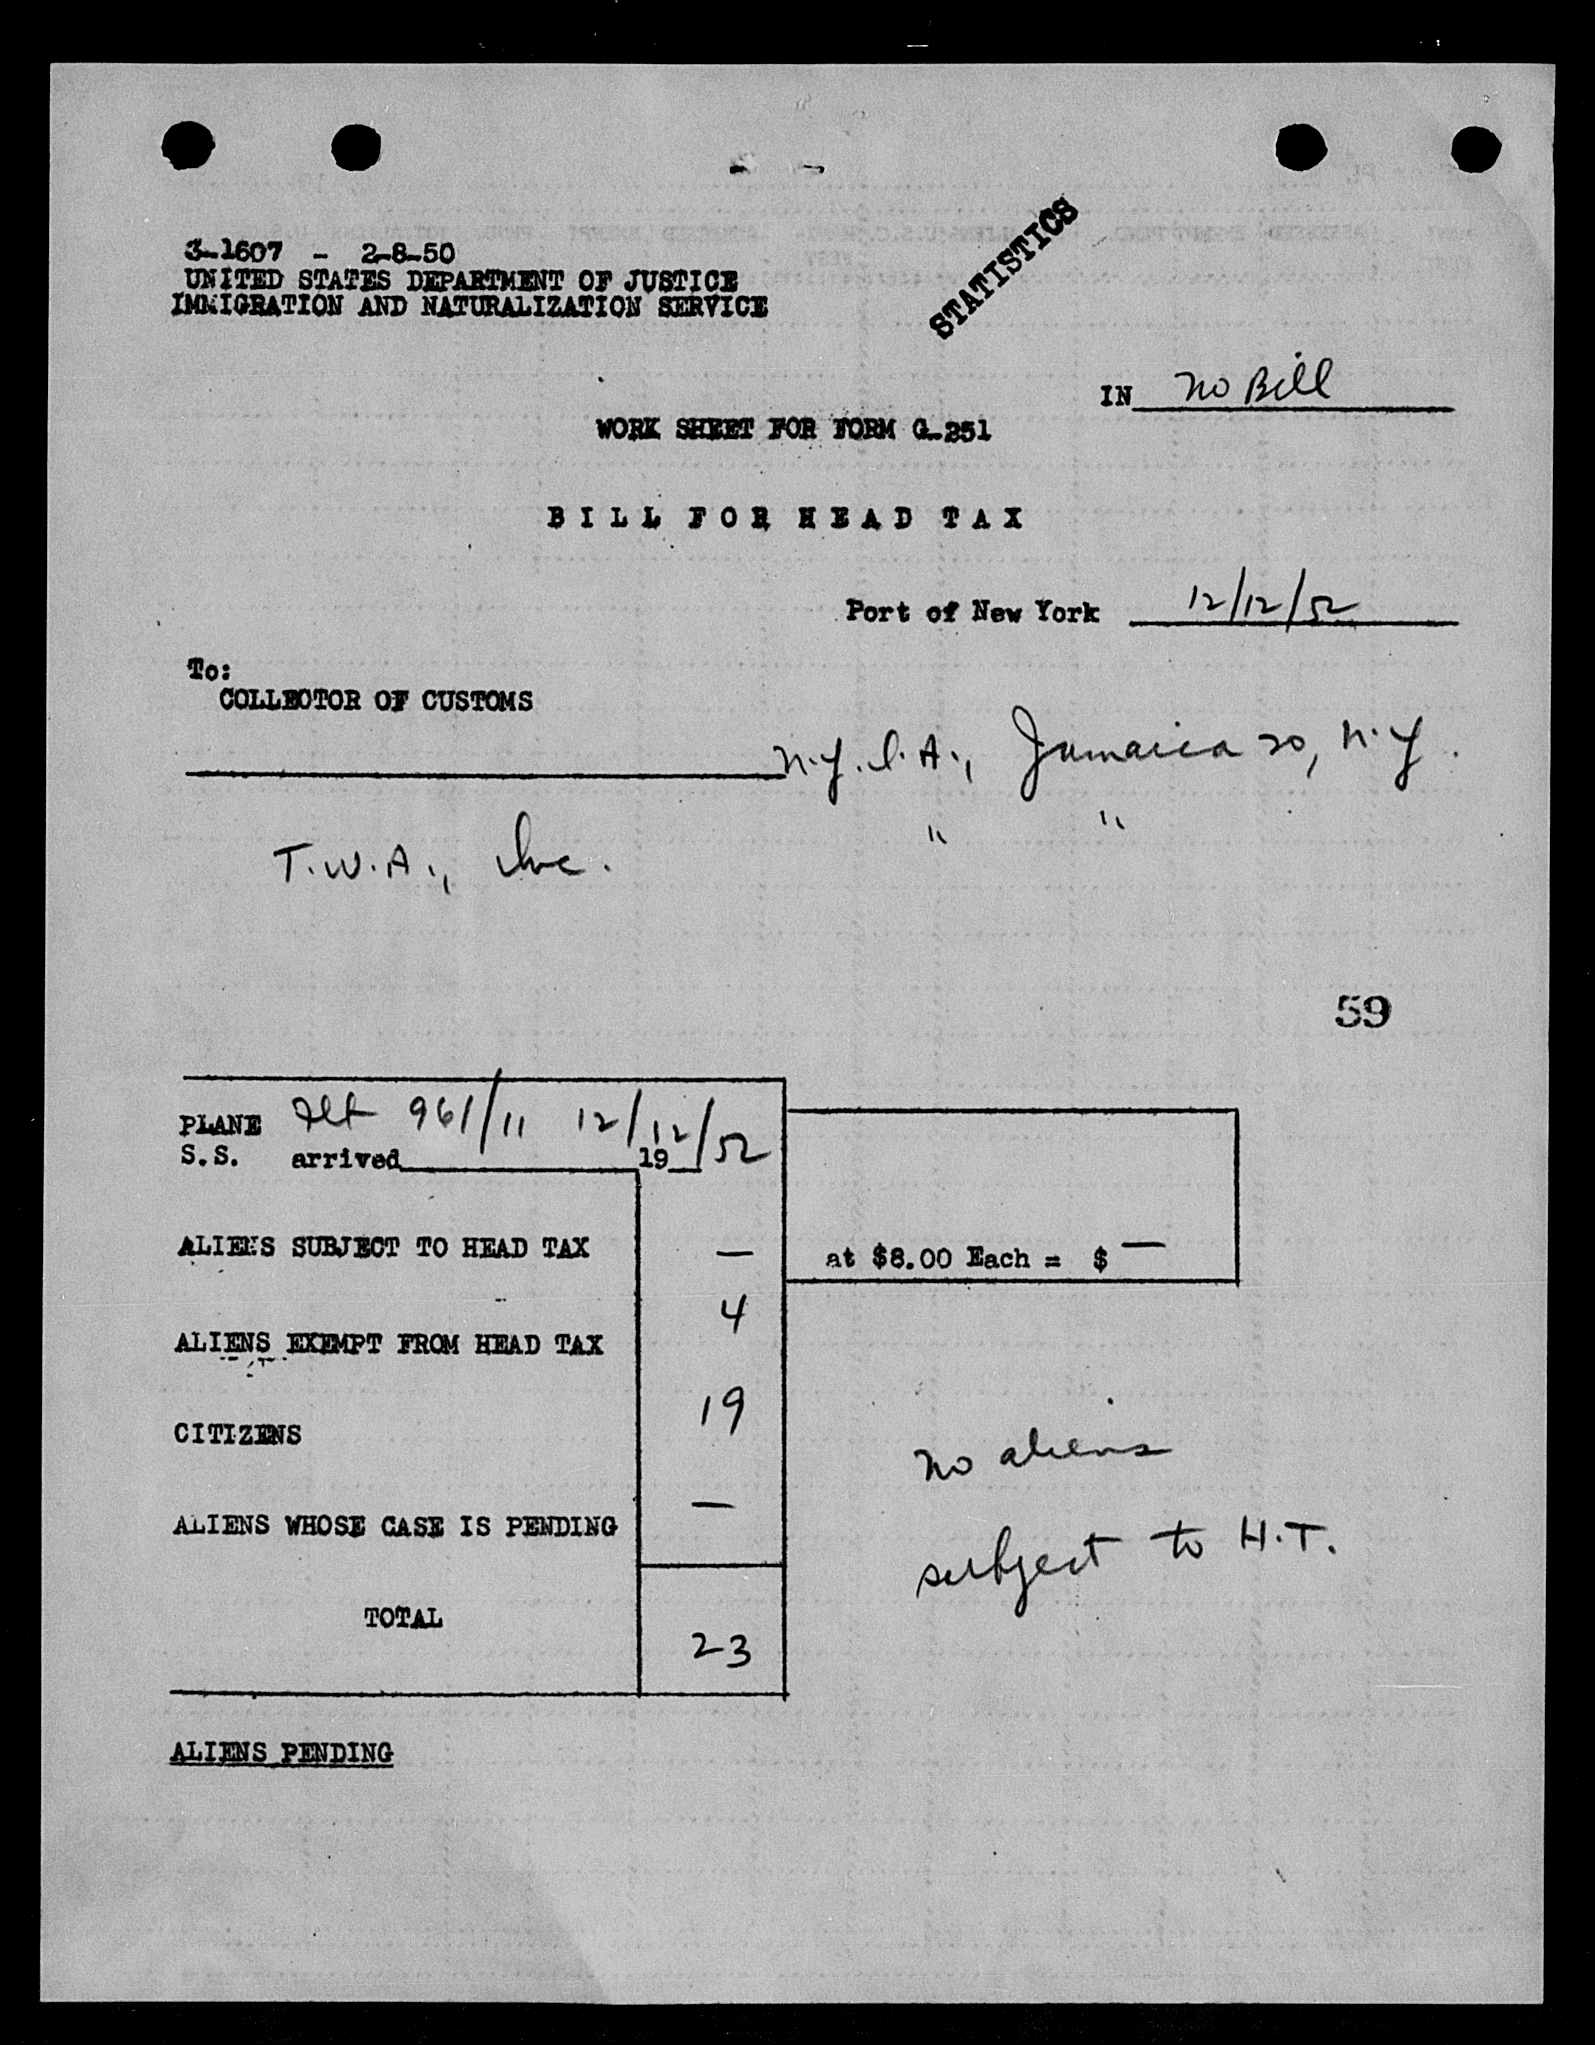 3-1607 - 2-8-50
UNITED STATES DEPARTMENT OF JUSTICE
IMMIGRATION AND NATURALIZATION SERVICE
STATISTICS
IN No Bill
WORK SHEET FOR FORM G-251
BILL FOR HEAD TAX
Port of New York 12/12/52
To:
COLLECTOR OF CUSTOMS
N.Y.I.A., Jamaica 20, N.Y.
T.W.A., Inc. " "
59
PLANE Flt 961/11 12/12/52
S.S. arrived 19
ALIENS SUBJECT TO HEAD TAX —
at $8.00 Each = $ —
ALIENS EXEMPT FROM HEAD TAX 4
CITIZENS 19
No aliens
ALIENS WHOSE CASE IS PENDING —
subject to H.T.
TOTAL 23
ALIENS PENDING